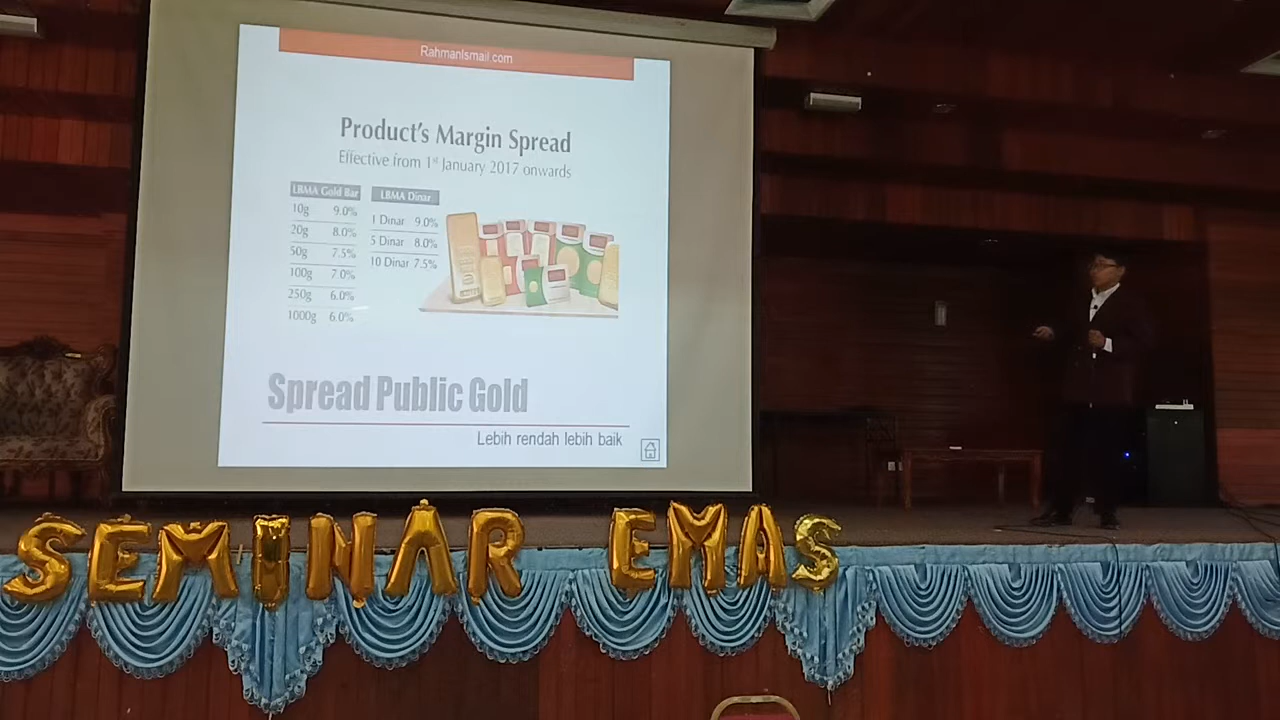 RahmanIsmail.com
Product's Margin Spread
Effective from 1st January 2017 onwards
LBMA Gold Bar
10g 9.0%
20g 8.0%
50g 7.5%
100g 7.0%
250g 6.0%
1000g 6.0%
LBMA Dinar
1 Dinar 9.0%
5 Dinar 8.0%
10 Dinar 7.5%
Spread Public Gold
Lebih rendah lebih baik
SEMINAR EMAS